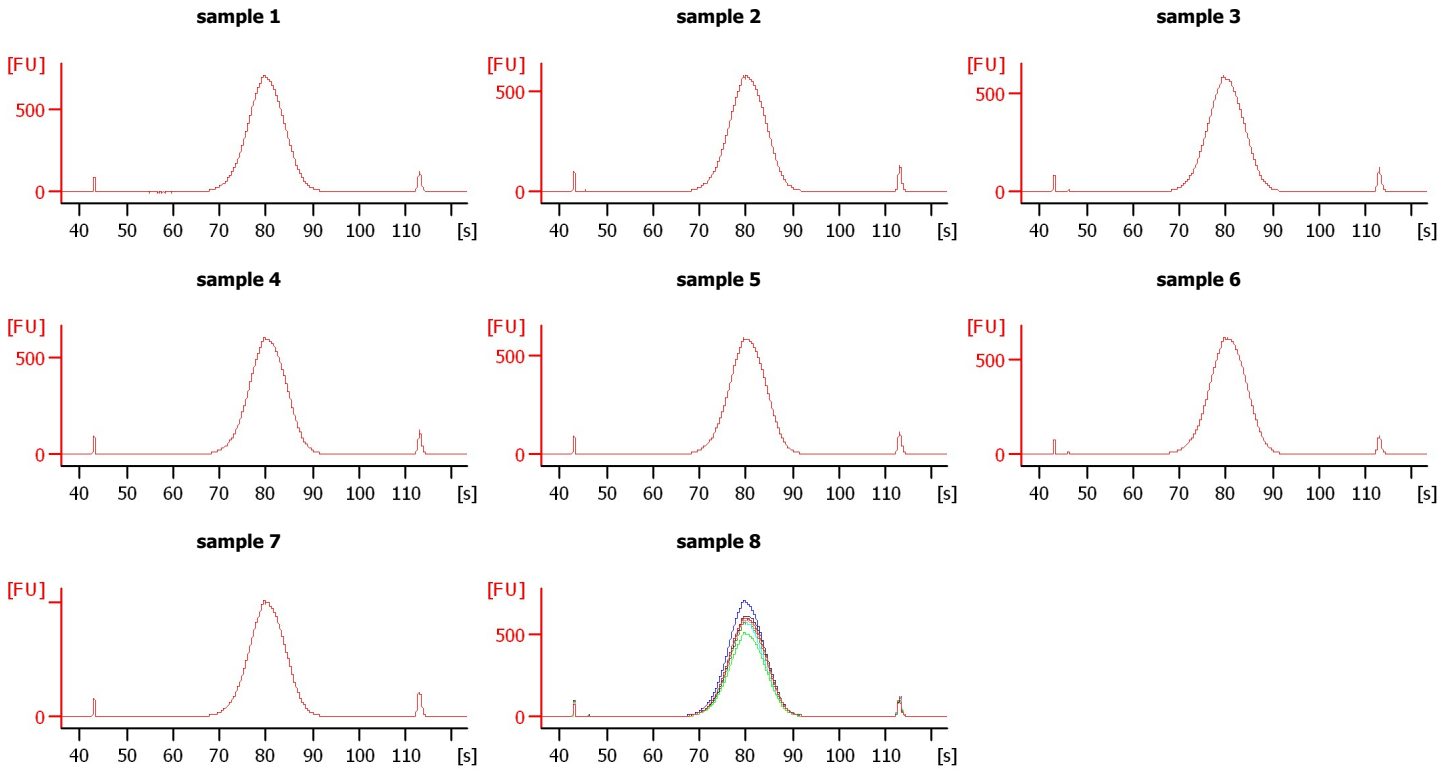 sample 1 sample 2 sample 3
[FU] [FU] [FU]
500 500 500
0 0 0
40 50 60 70 80 90 100 110 [s] 40 50 60 70 80 90 100 110 [s] 40 50 60 70 80 90 100 110 [s]
sample 4 sample 5 sample 6
[FU] [FU] [FU]
500 500 500
0 0 0
40 50 60 70 80 90 100 110 [s] 40 50 60 70 80 90 100 110 [s] 40 50 60 70 80 90 100 110 [s]
sample 7 sample 8
[FU] [FU]
500
0 0
40 50 60 70 80 90 100 110 [s] 40 50 60 70 80 90 100 110 [s]